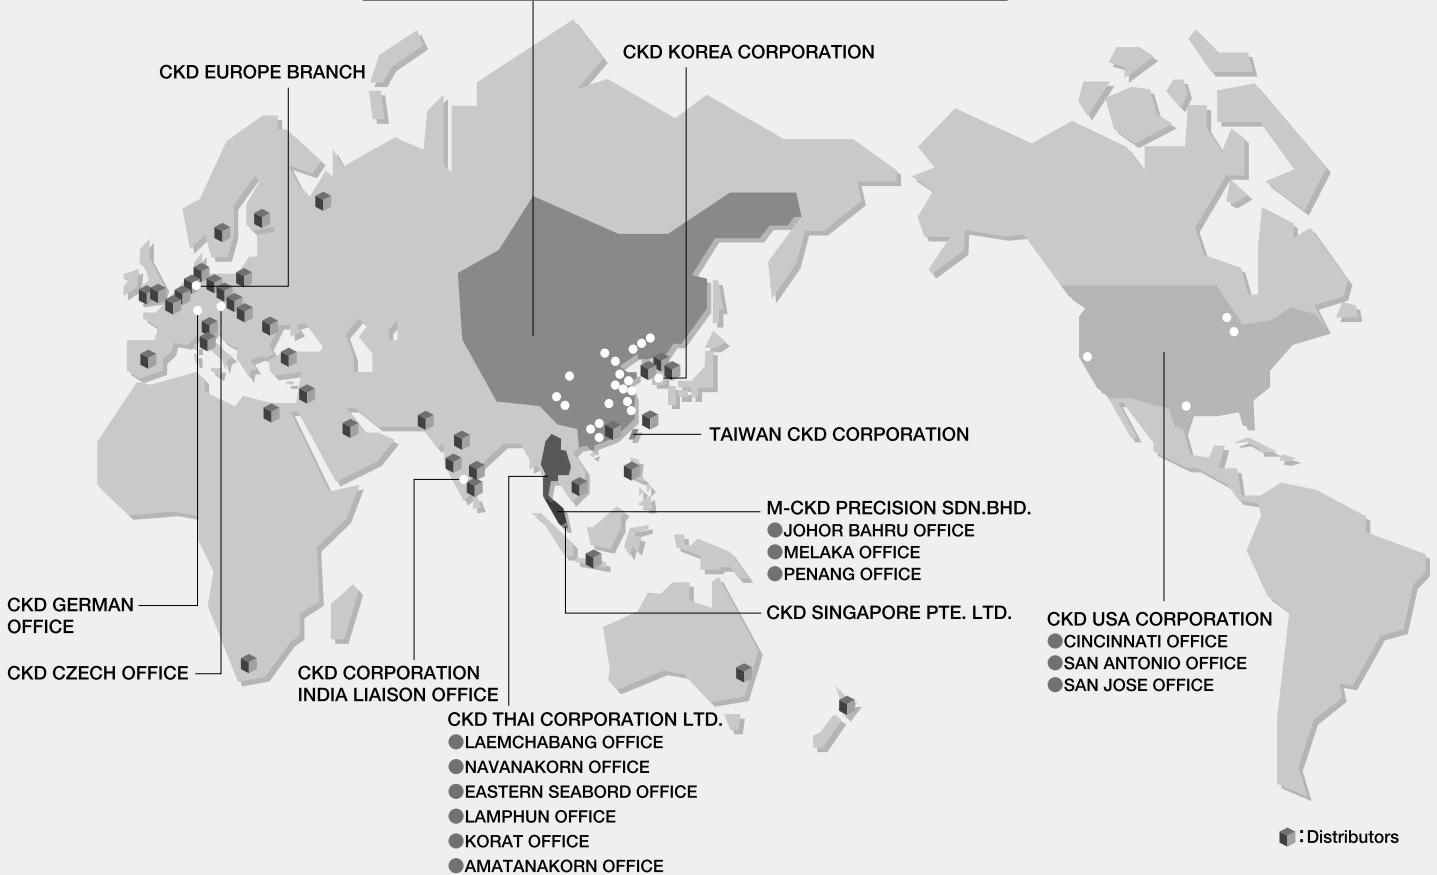 CKD KOREA CORPORATION
CKD EUROPE BRANCH
TAIWAN CKD CORPORATION
M-CKD PRECISION SDN.BHD.
●JOHOR BAHRU OFFICE
●MELAKA OFFICE
●PENANG OFFICE
CKD SINGAPORE PTE. LTD.
CKD GERMAN
OFFICE
CKD CZECH OFFICE
CKD CORPORATION
INDIA LIAISON OFFICE
CKD THAI CORPORATION LTD.
●LAEMCHABANG OFFICE
●NAVANAKORN OFFICE
●EASTERN SEABORD OFFICE
●LAMPHUN OFFICE
●KORAT OFFICE
●AMATANAKORN OFFICE
CKD USA CORPORATION
●CINCINNATI OFFICE
●SAN ANTONIO OFFICE
●SAN JOSE OFFICE
: Distributors